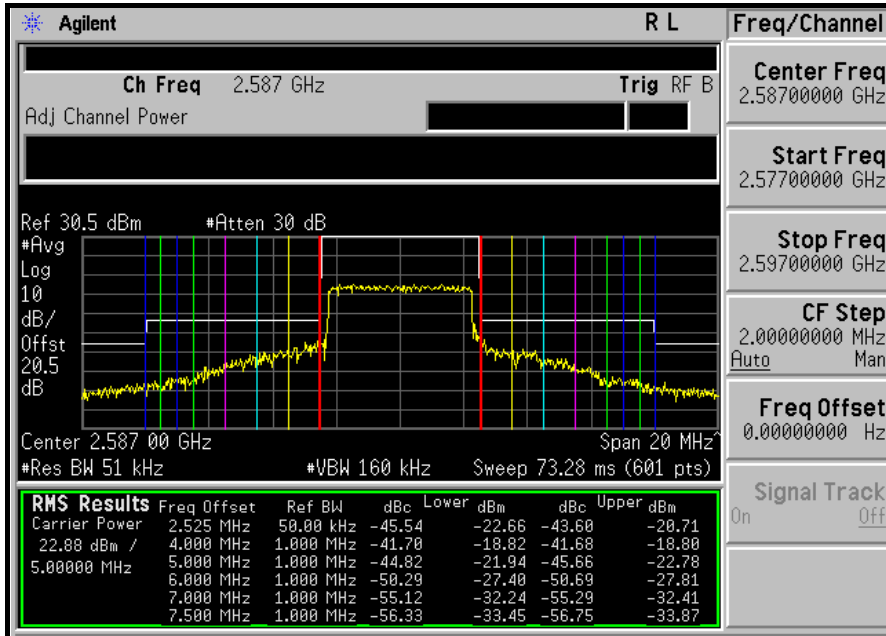 Agilent R L Freq/Channel
Ch Freq 2.587 GHz Trig RF B
Adj Channel Power
Center Freq
2.58700000 GHz
Start Freq
2.57700000 GHz
Stop Freq
2.59700000 GHz
CF Step
2.00000000 MHz
Auto Man
Freq Offset
0.00000000 Hz
Signal Track
On Off
Ref 30.5 dBm #Atten 30 dB
#Avg
Log
10
dB/
Offst
20.5
dB
Center 2.587 00 GHz Span 20 MHz^
#Res BW 51 kHz #VBW 160 kHz Sweep 73.28 ms (601 pts)
RMS Results Freq Offset Ref BW dBc Lower dBm dBc Upper dBm
Carrier Power 2.525 MHz 50.00 kHz -45.54 -22.66 -43.60 -20.71
22.88 dBm / 4.000 MHz 1.000 MHz -41.70 -18.82 -41.68 -18.80
5.00000 MHz 5.000 MHz 1.000 MHz -44.82 -21.94 -45.66 -22.78
6.000 MHz 1.000 MHz -50.29 -27.40 -50.69 -27.81
7.000 MHz 1.000 MHz -55.12 -32.24 -55.29 -32.41
7.500 MHz 1.000 MHz -56.33 -33.45 -56.75 -33.87